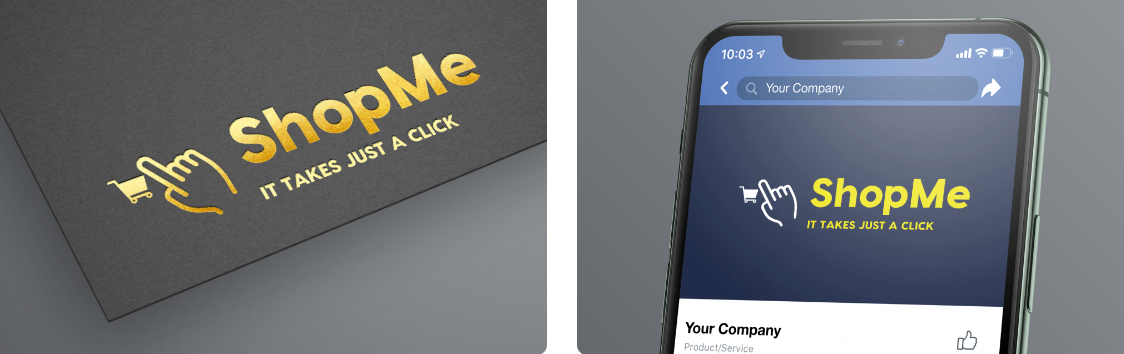 ShopMe
IT TAKES JUST A CLICK
10:03
Your Company
ShopMe
IT TAKES JUST A CLICK
Your Company
Product/Service